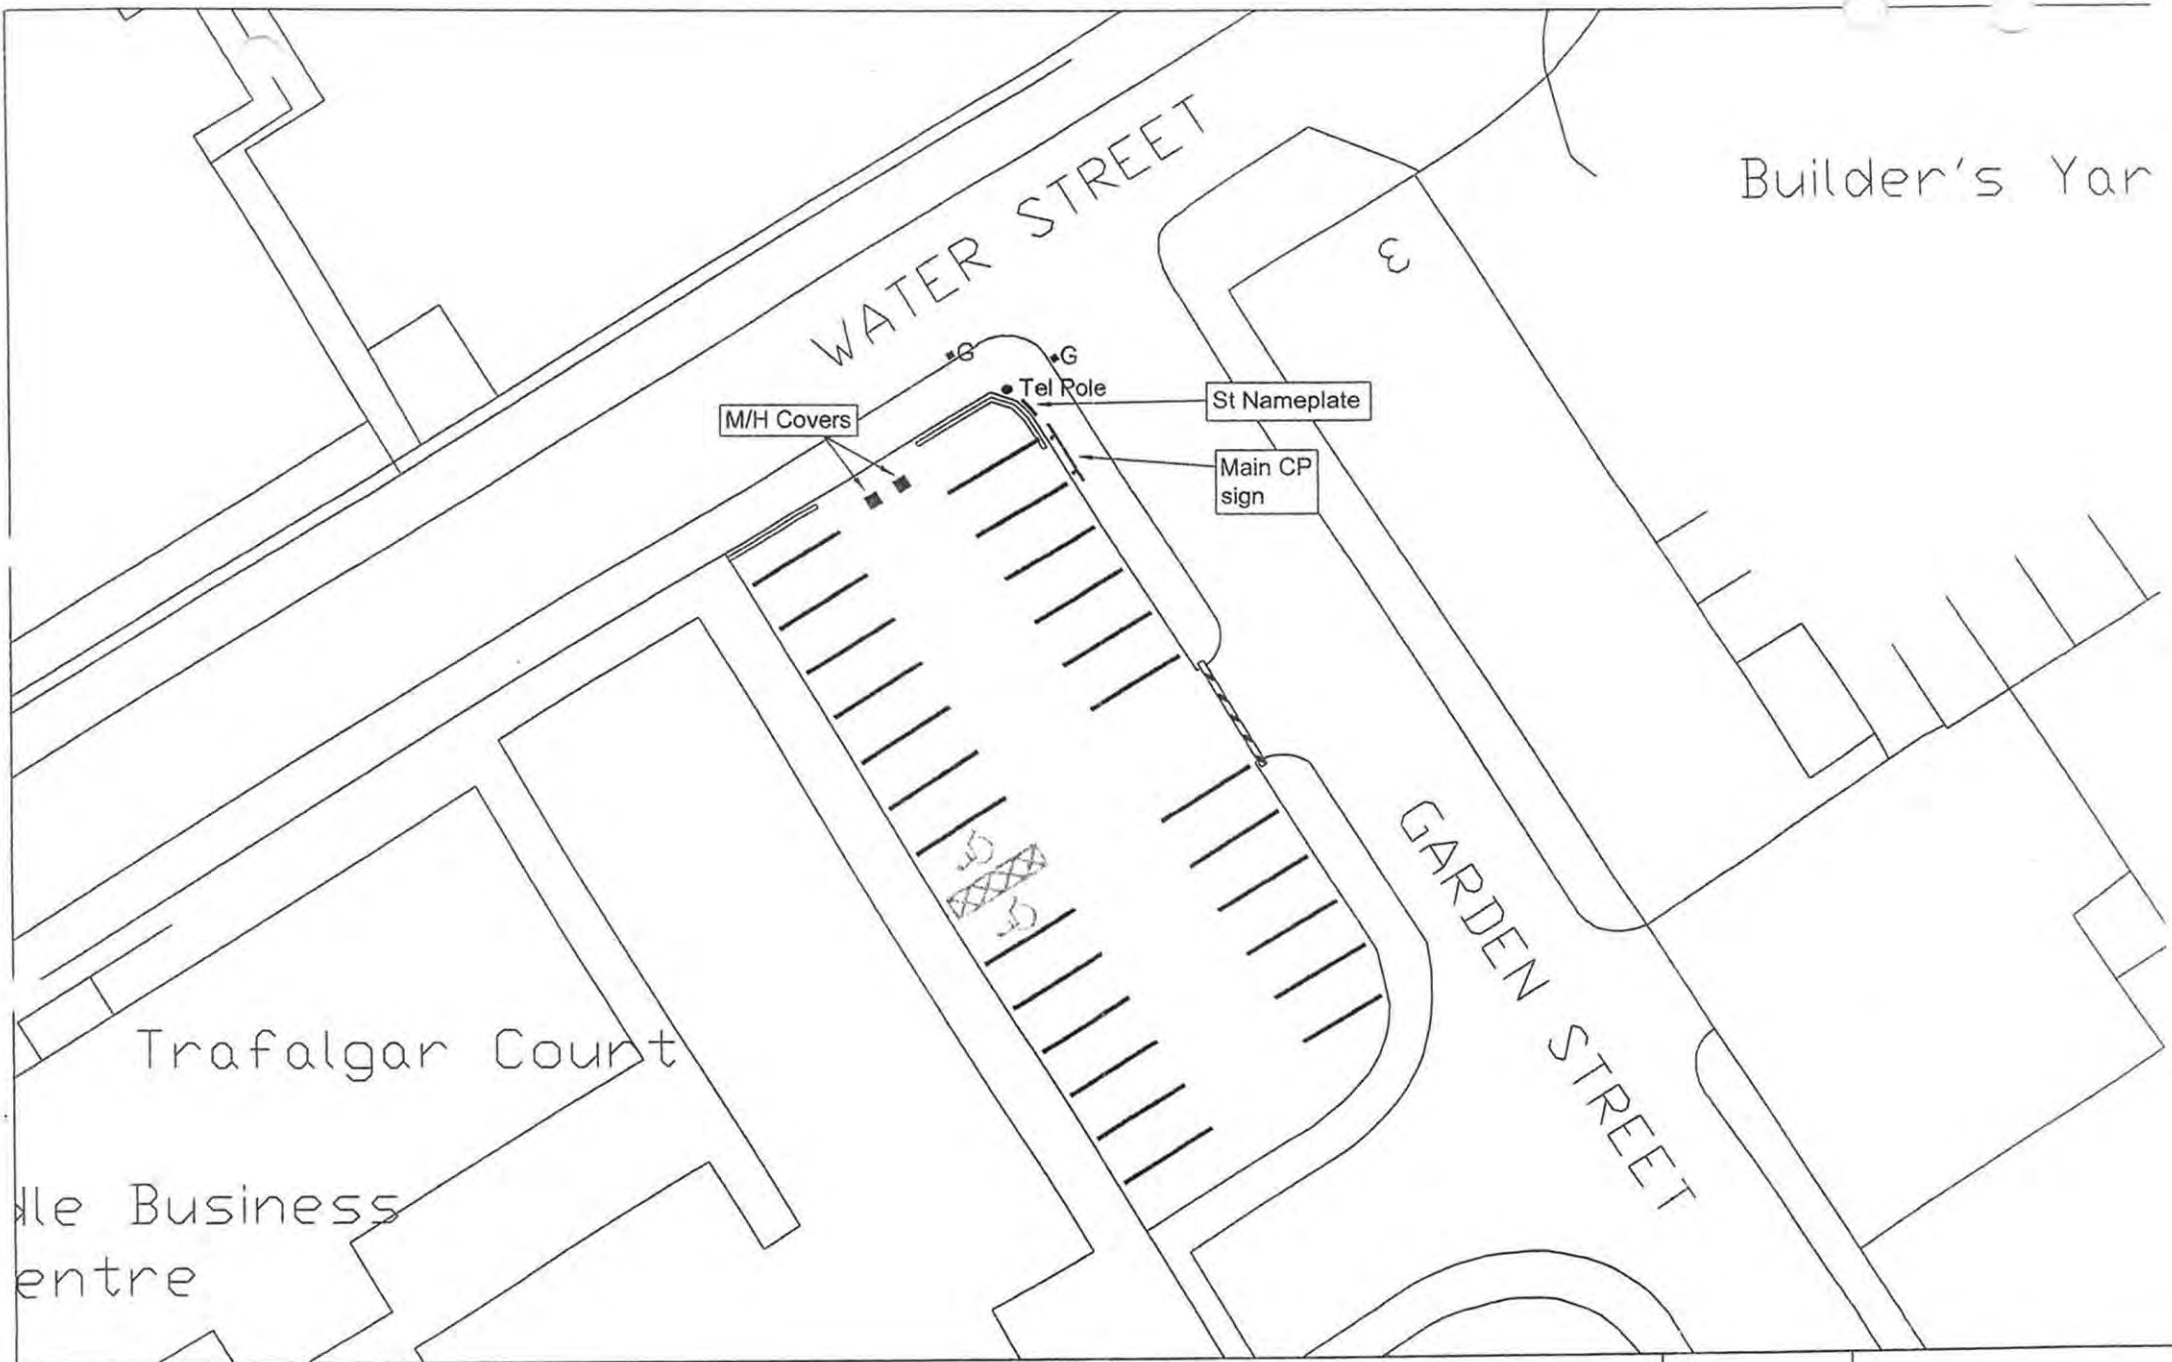 WATER STREET
Builder's Yar
3
G
G
Tel Pole
St Nameplate
M/H Covers
Main CP
sign
GARDEN STREET
Trafalgar Court
dle Business
entre